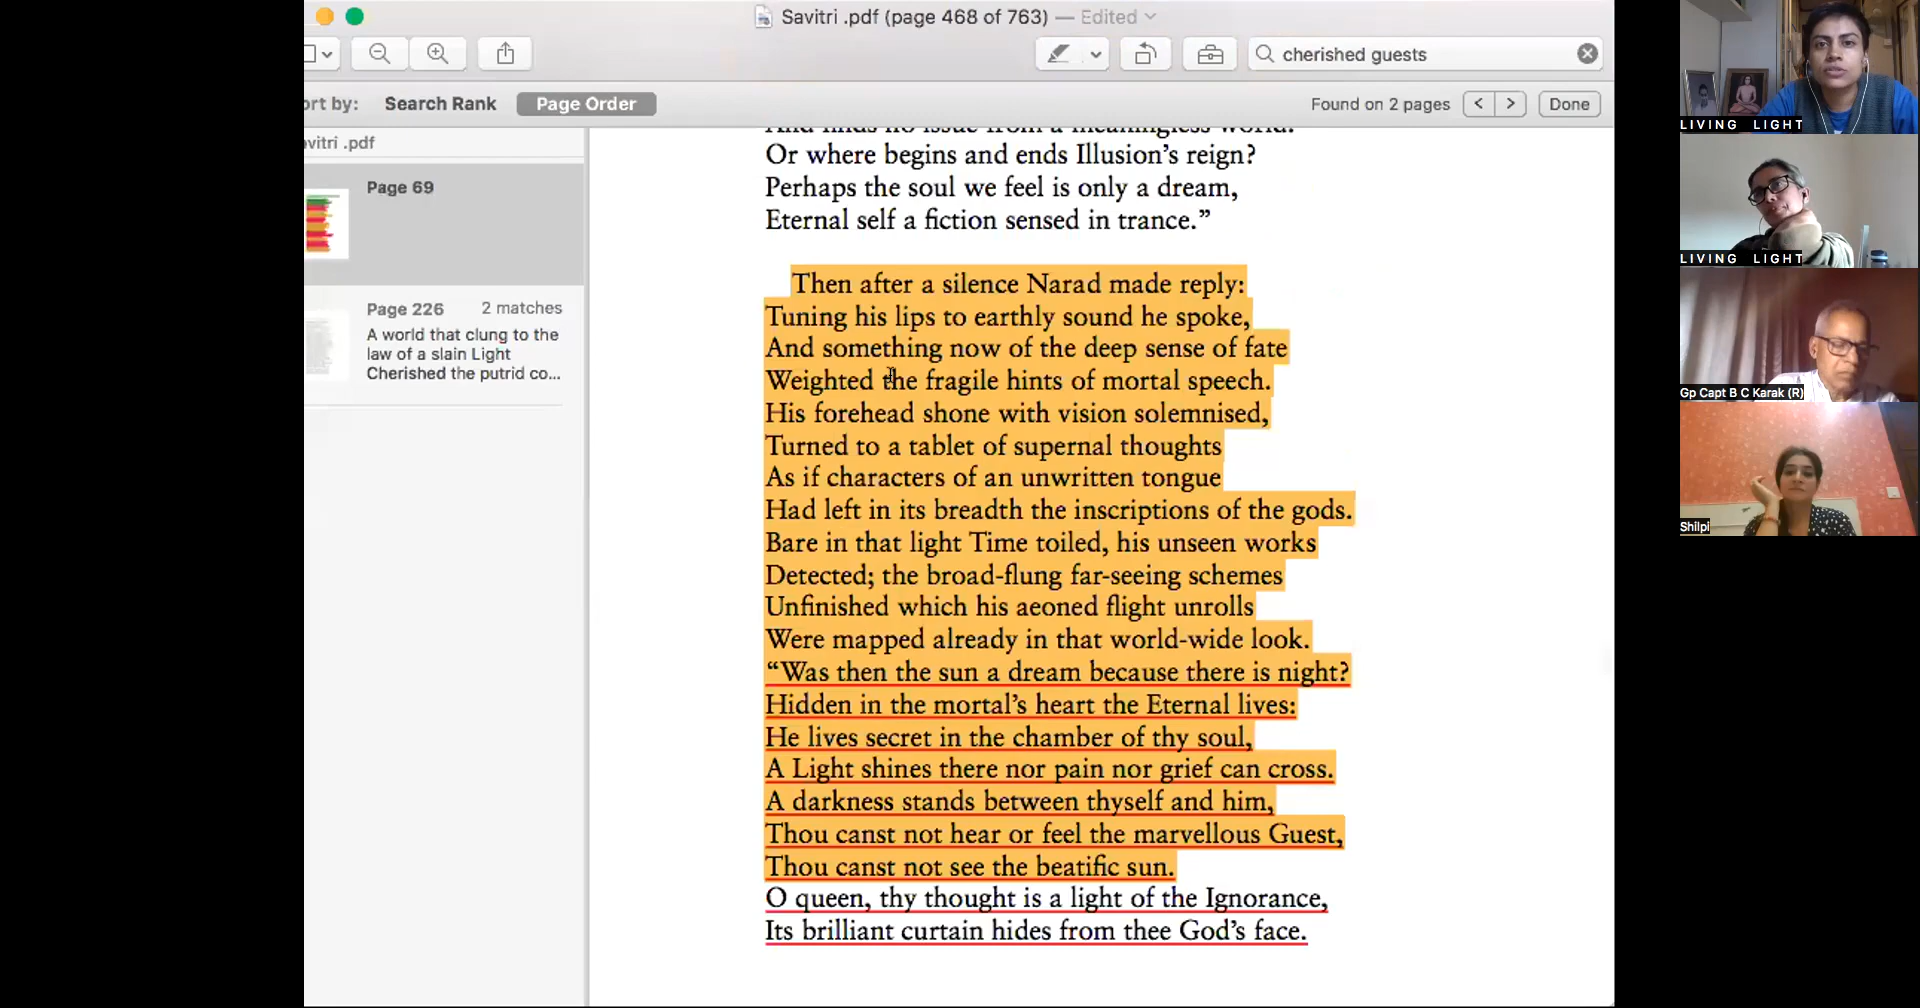 Savitri .pdf (page 468 of 763) — Edited
cherished guests
ort by: Search Rank Page Order
Found on 2 pages < > Done
avitri .pdf
Page 69
Page 226 2 matches
A world that clung to the
law of a slain Light
Cherished the putrid co...
And finds no issue from a meaningless world.
Or where begins and ends Illusion's reign?
Perhaps the soul we feel is only a dream,
Eternal self a fiction sensed in trance.”
Then after a silence Narad made reply:
Tuning his lips to earthly sound he spoke,
And something now of the deep sense of fate
Weighted the fragile hints of mortal speech.
His forehead shone with vision solemnised,
Turned to a tablet of supernal thoughts
As if characters of an unwritten tongue
Had left in its breadth the inscriptions of the gods.
Bare in that light Time toiled, his unseen works
Detected; the broad-flung far-seeing schemes
Unfinished which his aeoned flight unrolls
Were mapped already in that world-wide look.
“Was then the sun a dream because there is night?
Hidden in the mortal's heart the Eternal lives:
He lives secret in the chamber of thy soul,
A Light shines there nor pain nor grief can cross.
A darkness stands between thyself and him,
Thou canst not hear or feel the marvellous Guest,
Thou canst not see the beatific sun.
O queen, thy thought is a light of the Ignorance,
Its brilliant curtain hides from thee God's face.
LIVING LIGHT
LIVING LIGHT
Gp Capt B C Karak (R)
Shilpi